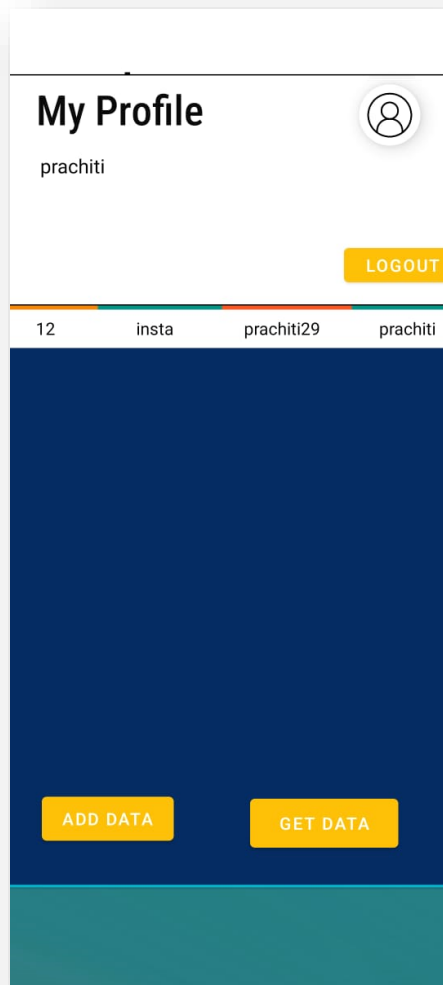 My Profile
prachiti
LOGOUT
12 insta prachiti29 prachiti
ADD DATA GET DATA